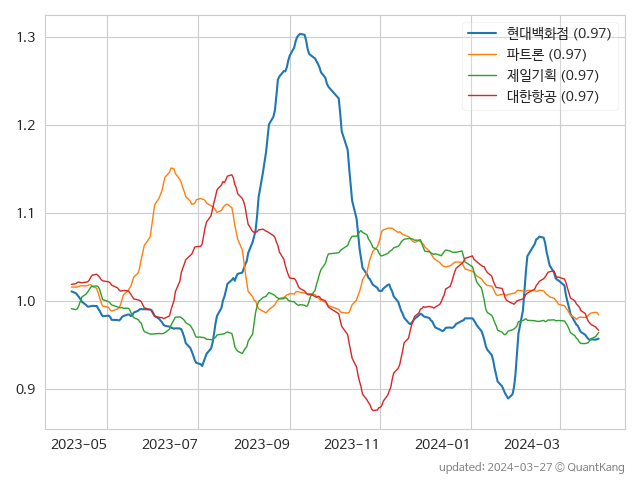 현대백화점 (0.97)
파트론 (0.97)
제일기획 (0.97)
대한항공 (0.97)
1.3
1.2
1.1
1.0
0.9
2023-05 2023-07 2023-09 2023-11 2024-01 2024-03
updated: 2024-03-27 © QuantKang